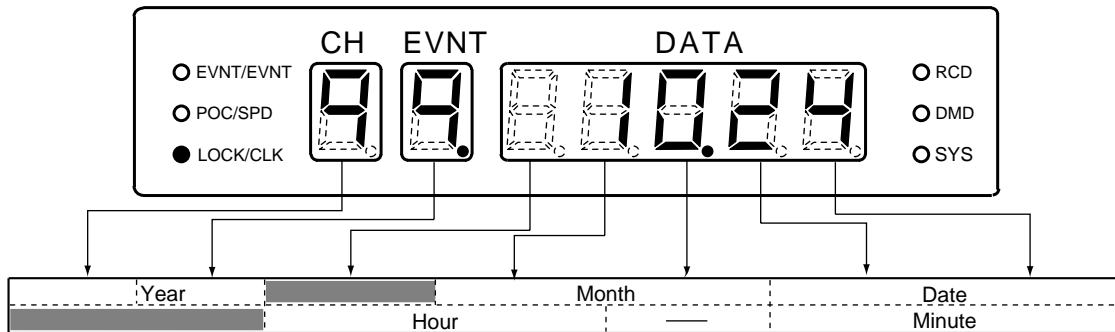 CH EVNT DATA
EVNT/EVNT
POC/SPD
LOCK/CLK
9 9. 10.24
RCD
DMD
SYS
Year Month Date
Hour — Minute